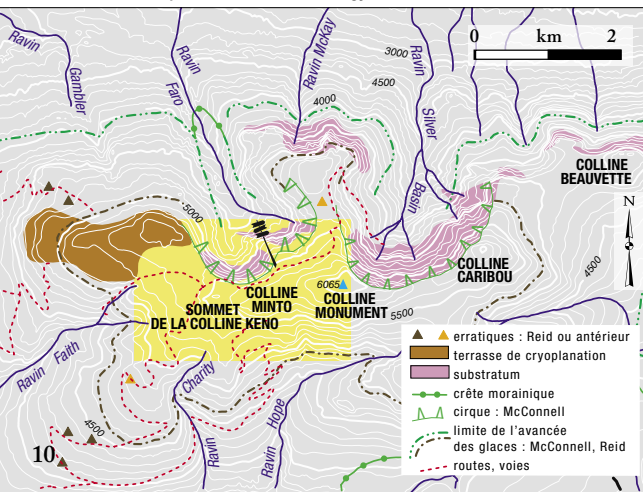 0 km 2
Ravin
Gambler
Ravin
Faro
Ravin McKay
3000
4500
4000
Ravin
Silver
Basin
COLLINE
BEAUVETTE
N
5000
COLLINE
CARIBOU
4500
6065
COLLINE
MINTO
COLLINE
MONUMENT
5500
SOMMET
DE LA COLLINE KENO
Ravin Faith
Charity
Ravin
Ravin Hope
4500
10
erratiques : Reid ou antérieur
terrasse de cryoplanation
substratum
crête morainique
cirque : McConnell
limite de l'avancée
des glaces : McConnell, Reid
routes, voies